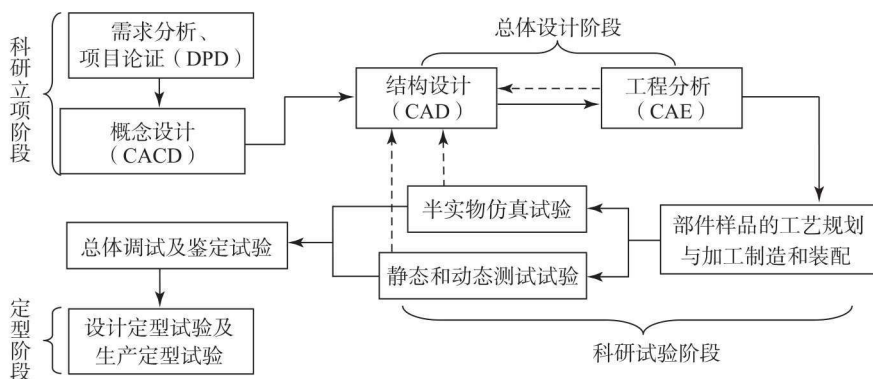 科研立项阶段
需求分析、
项目论证(DPD)
概念设计
(CACD)
总体设计阶段
结构设计
(CAD)
工程分析
(CAE)
半实物仿真试验
静态和动态测试试验
部件样品的工艺规划
与加工制造和装配
科研试验阶段
总体调试及鉴定试验
定型阶段
设计定型试验及
生产定型试验